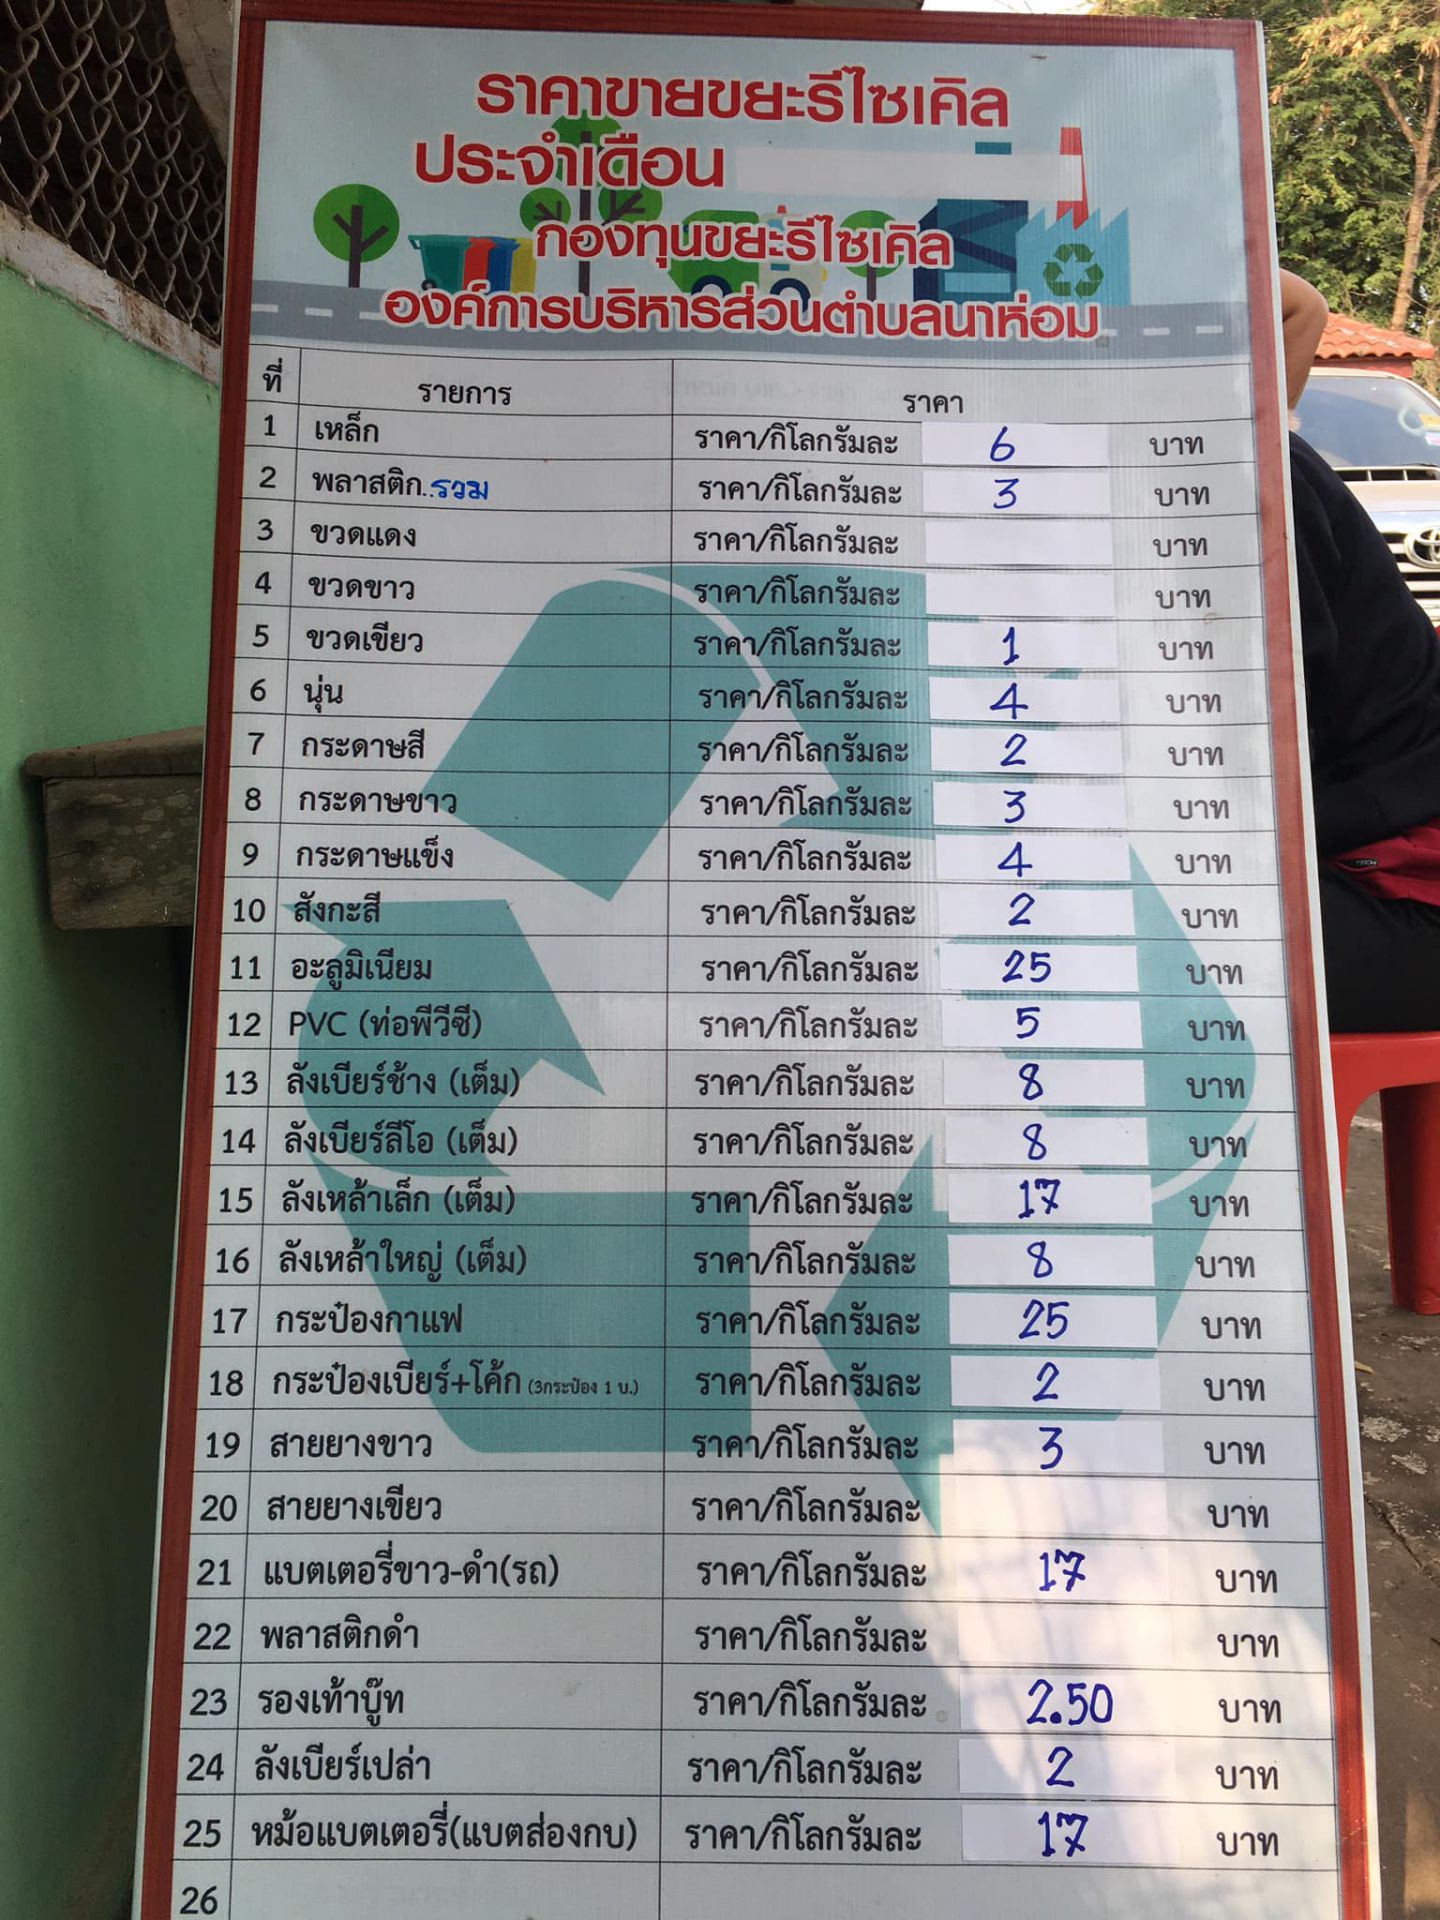 ราคาขายขยะรีไซเคิล
ประจำเดือน
กองทุนขยะรีไซเคิล
องค์การบริหารส่วนตำบลนาห่อม
ที่ รายการ ราคา
1 เหล็ก ราคา/กิโลกรัมละ 6 บาท
2 พลาสติก..รวม ราคา/กิโลกรัมละ 3 บาท
3 ขวดแดง ราคา/กิโลกรัมละ บาท
4 ขวดขาว ราคา/กิโลกรัมละ บาท
5 ขวดเขียว ราคา/กิโลกรัมละ 1 บาท
6 นุ่น ราคา/กิโลกรัมละ 4 บาท
7 กระดาษสี ราคา/กิโลกรัมละ 2 บาท
8 กระดาษขาว ราคา/กิโลกรัมละ 3 บาท
9 กระดาษแข็ง ราคา/กิโลกรัมละ 4 บาท
10 สังกะสี ราคา/กิโลกรัมละ 2 บาท
11 อะลูมิเนียม ราคา/กิโลกรัมละ 25 บาท
12 PVC (ท่อพีวีซี) ราคา/กิโลกรัมละ 5 บาท
13 ลังเบียร์ช้าง (เต็ม) ราคา/กิโลกรัมละ 8 บาท
14 ลังเบียร์ลีโอ (เต็ม) ราคา/กิโลกรัมละ 8 บาท
15 ลังเหล้าเล็ก (เต็ม) ราคา/กิโลกรัมละ 17 บาท
16 ลังเหล้าใหญ่ (เต็ม) ราคา/กิโลกรัมละ 8 บาท
17 กระป๋องกาแฟ ราคา/กิโลกรัมละ 25 บาท
18 กระป๋องเบียร์+โค้ก (3กระป๋อง 1 บ.) ราคา/กิโลกรัมละ 2 บาท
19 สายยางขาว ราคา/กิโลกรัมละ 3 บาท
20 สายยางเขียว ราคา/กิโลกรัมละ บาท
21 แบตเตอรี่ขาว-ดำ(รถ) ราคา/กิโลกรัมละ 17 บาท
22 พลาสติกดำ ราคา/กิโลกรัมละ บาท
23 รองเท้าบู๊ท ราคา/กิโลกรัมละ 2.50 บาท
24 ลังเบียร์เปล่า ราคา/กิโลกรัมละ 2 บาท
25 หม้อแบตเตอรี่(แบตส่องกบ) ราคา/กิโลกรัมละ 17 บาท
26